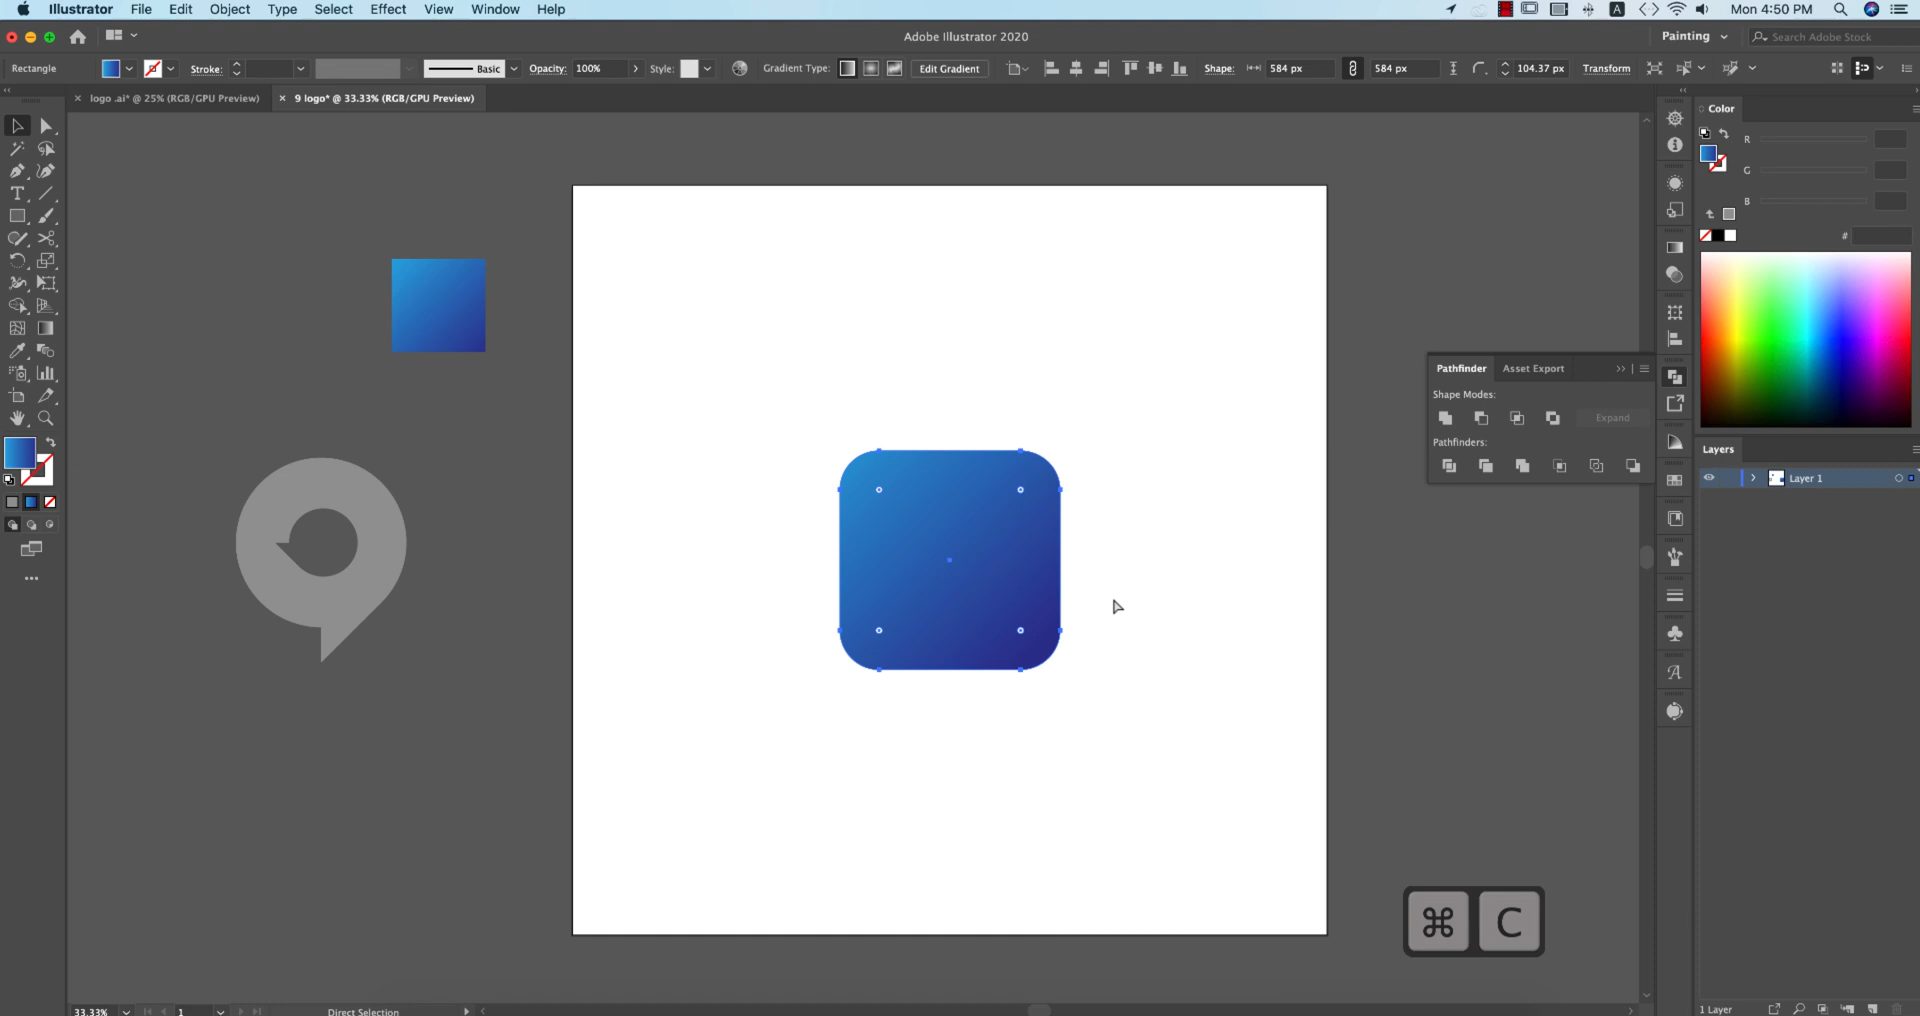 Illustrator File Edit Object Type Select Effect View Window Help
A Mon 4:50 PM
Adobe Illustrator 2020
Painting
Search Adobe Stock
Rectangle Stroke: Basic Opacity: 100% Style: Gradient Type: Edit Gradient Shape: 584 px 584 px 104.37 px Transform
logo .ai* @ 25% (RGB/GPU Preview) 9 logo* @ 33.33% (RGB/GPU Preview)
Color
R
G
B
#
Pathfinder Asset Export
Shape Modes:
Expand
Pathfinders:
Layers
Layer 1
⌘ C
33.33% 1 Direct Selection
1 Layer